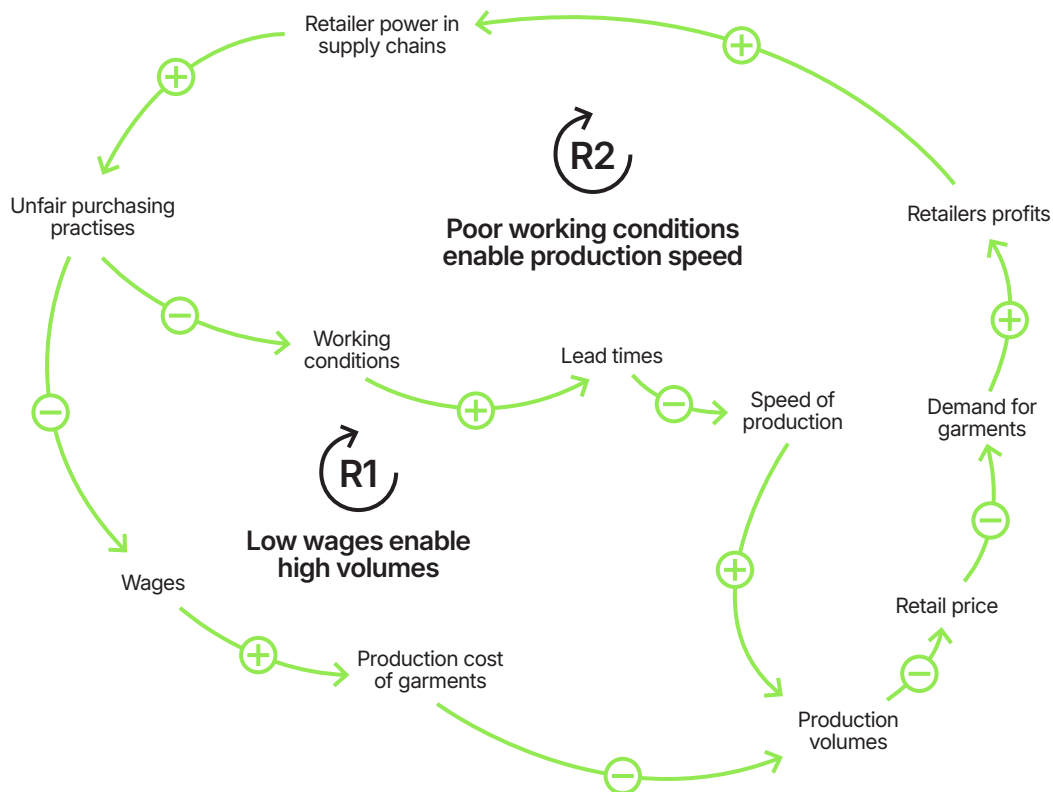 Retailer power in
supply chains
R2
Unfair purchasing
practises
Retailers profits
Poor working conditions
enable production speed
Working
conditions
Lead times
Speed of
production
Demand for
garments
R1
Low wages enable
high volumes
Wages
Retail price
Production cost
of garments
Production
volumes